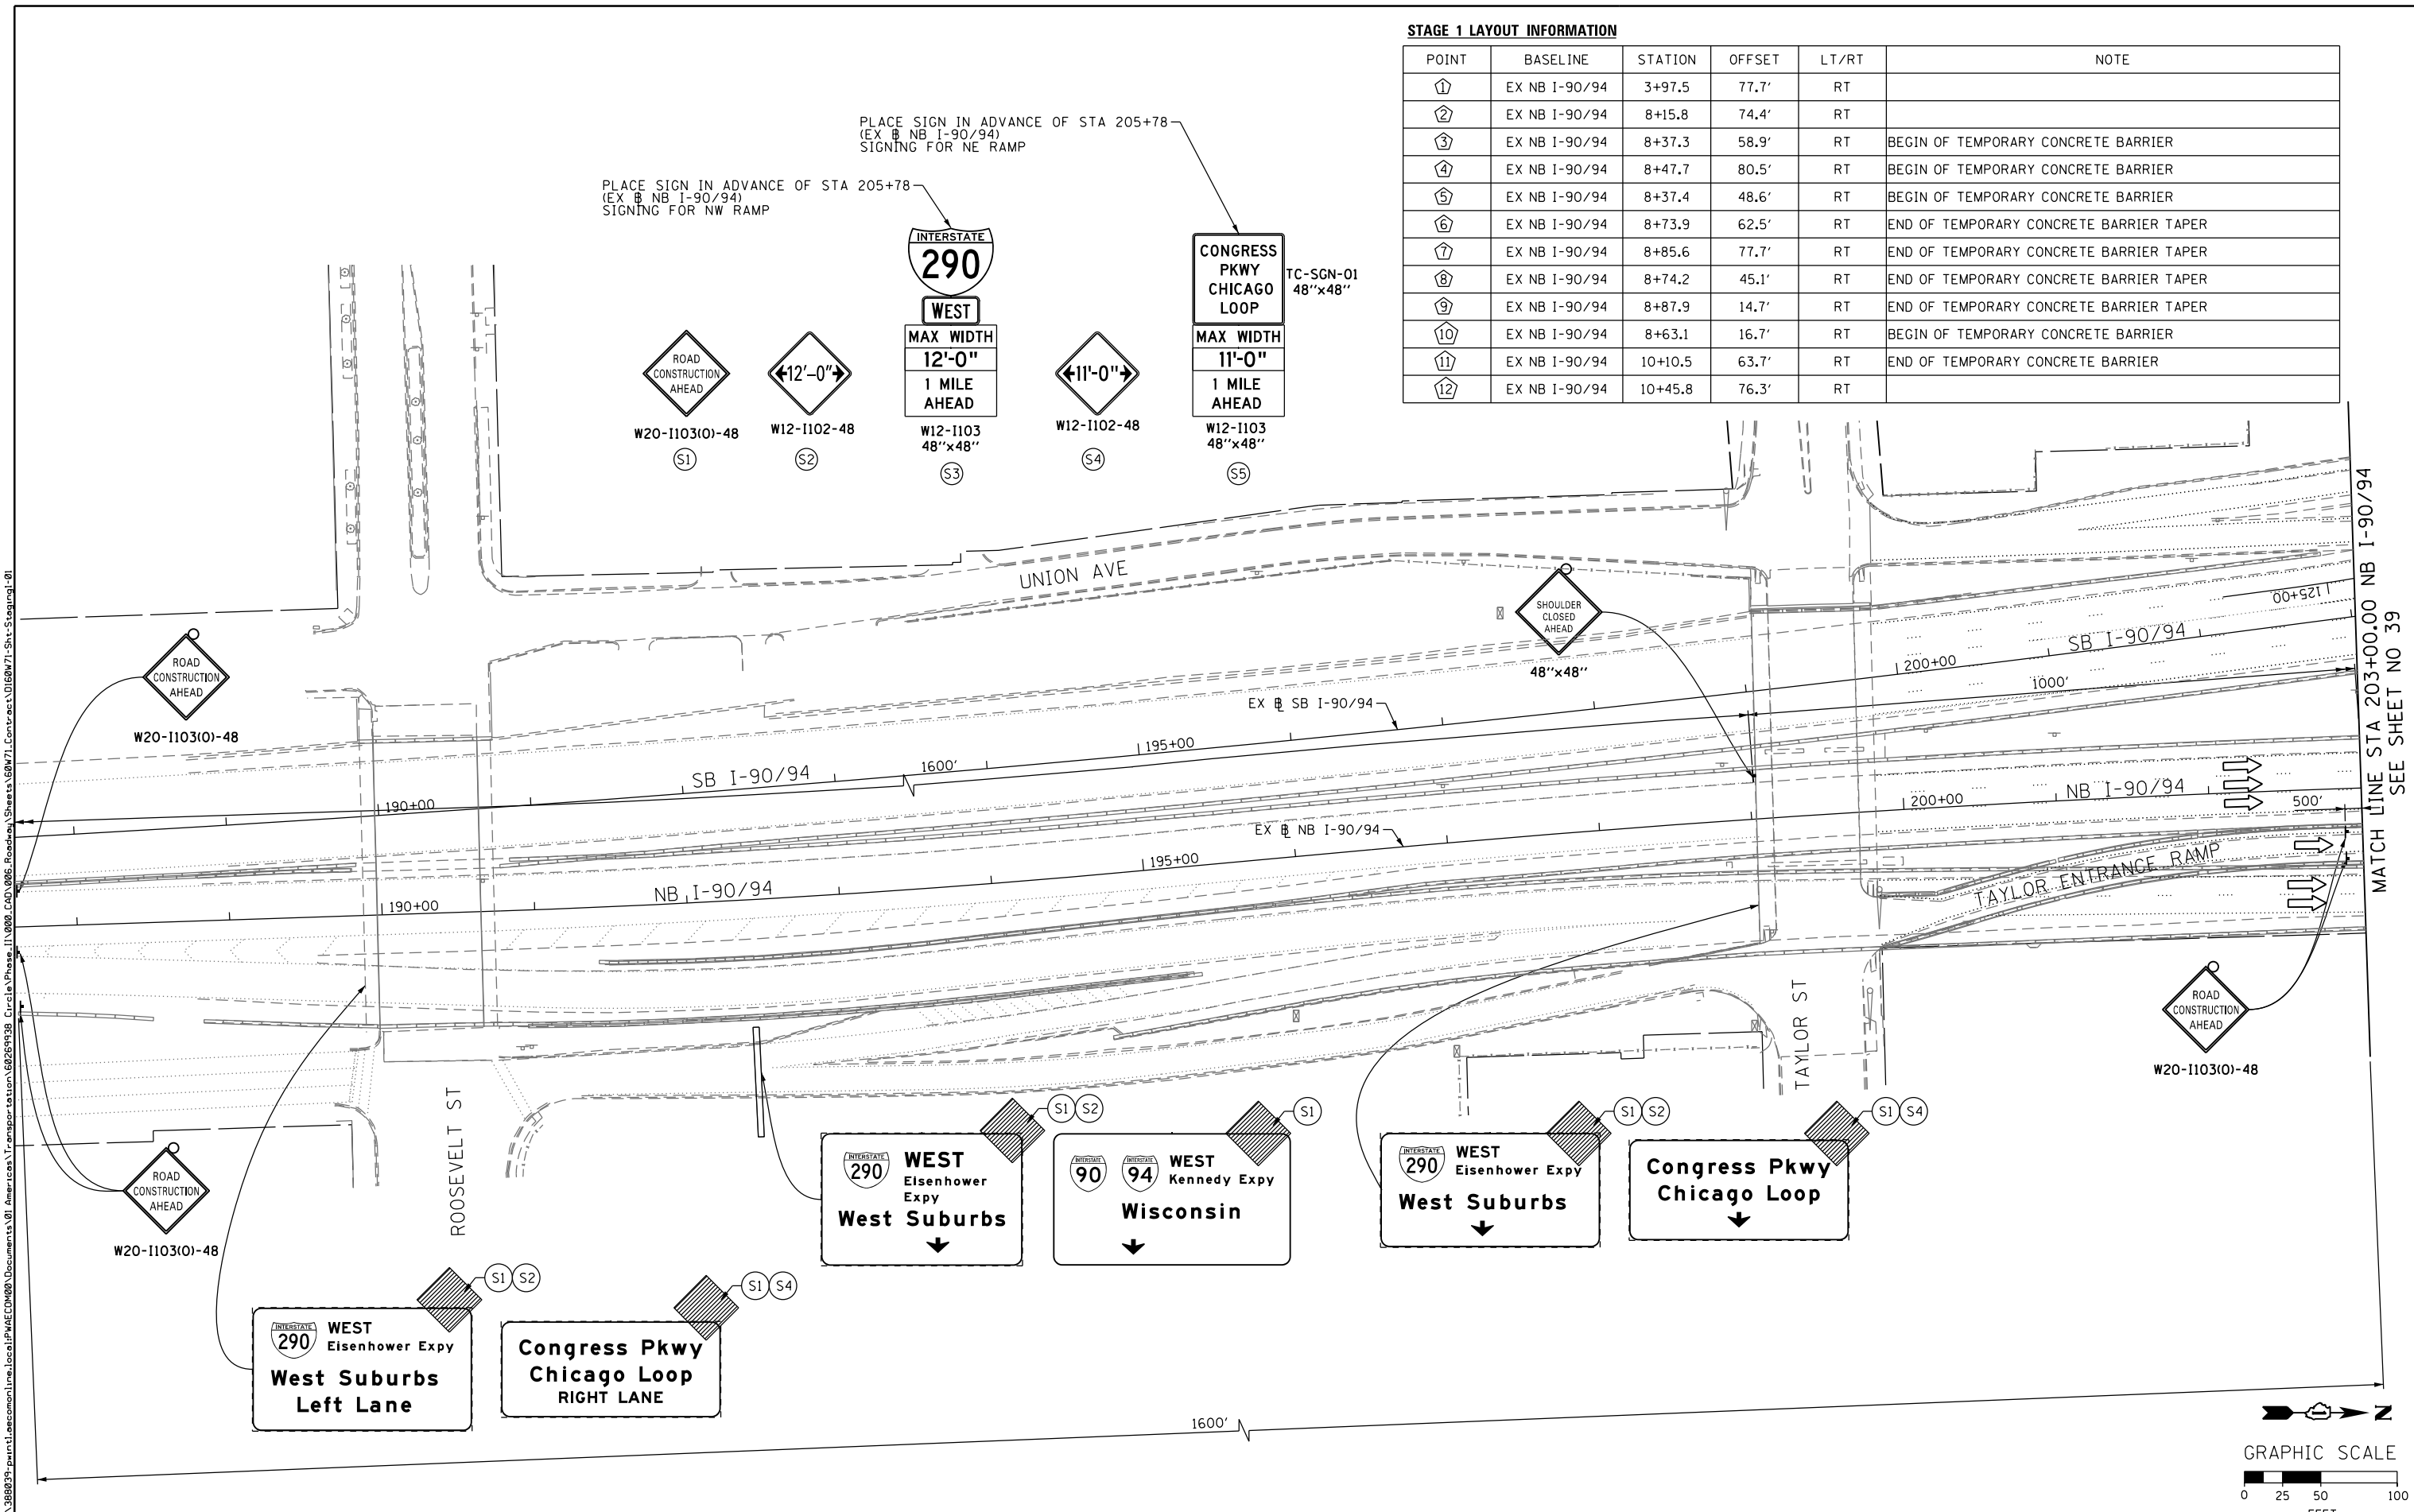 STAGE 1 LAYOUT INFORMATION
POINT BASELINE STATION OFFSET LT/RT NOTE
1 EX NB I-90/94 3+97.5 77.7' RT
2 EX NB I-90/94 8+15.8 74.4' RT
3 EX NB I-90/94 8+37.3 58.9' RT BEGIN OF TEMPORARY CONCRETE BARRIER
4 EX NB I-90/94 8+47.7 80.5' RT BEGIN OF TEMPORARY CONCRETE BARRIER
5 EX NB I-90/94 8+37.4 48.6' RT BEGIN OF TEMPORARY CONCRETE BARRIER
6 EX NB I-90/94 8+73.9 62.5' RT END OF TEMPORARY CONCRETE BARRIER TAPER
7 EX NB I-90/94 8+85.6 77.7' RT END OF TEMPORARY CONCRETE BARRIER TAPER
8 EX NB I-90/94 8+74.2 45.1' RT END OF TEMPORARY CONCRETE BARRIER TAPER
9 EX NB I-90/94 8+87.9 14.7' RT END OF TEMPORARY CONCRETE BARRIER TAPER
10 EX NB I-90/94 8+63.1 16.7' RT BEGIN OF TEMPORARY CONCRETE BARRIER
11 EX NB I-90/94 10+10.5 63.7' RT END OF TEMPORARY CONCRETE BARRIER
12 EX NB I-90/94 10+45.8 76.3' RT
PLACE SIGN IN ADVANCE OF STA 205+78
(EX B NB I-90/94)
SIGNING FOR NE RAMP
PLACE SIGN IN ADVANCE OF STA 205+78
(EX B NB I-90/94)
SIGNING FOR NW RAMP
ROAD
CONSTRUCTION
AHEAD
W20-I103(0)-48
S1
12'-0"
W12-I102-48
S2
INTERSTATE
290
WEST
MAX WIDTH
12'-0"
1 MILE
AHEAD
W12-I103
48''x48''
S3
11'-0"
W12-I102-48
S4
CONGRESS
PKWY
CHICAGO
LOOP
TC-SGN-01
48''x48''
MAX WIDTH
11'-0"
1 MILE
AHEAD
W12-I103
48''x48''
S5
UNION AVE
SHOULDER
CLOSED
AHEAD
48''x48''
ROAD
CONSTRUCTION
AHEAD
W20-I103(0)-48
125+00
SB I-90/94
200+00
1000'
EX B SB I-90/94
195+00
1600'
SB I-90/94
190+00
NB I-90/94
200+00
500'
EX B NB I-90/94
195+00
NB I-90/94
190+00
TAYLOR ENTRANCE RAMP
MATCH LINE STA 203+00.00 NB I-90/94
SEE SHEET NO 39
ROOSEVELT ST
TAYLOR ST
ROAD
CONSTRUCTION
AHEAD
W20-I103(0)-48
ROAD
CONSTRUCTION
AHEAD
W20-I103(0)-48
S1 S2
INTERSTATE
290
WEST
Eisenhower
Expy
West Suburbs
S1
INTERSTATE
90
INTERSTATE
94
WEST
Kennedy Expy
Wisconsin
S1 S2
INTERSTATE
290
WEST
Eisenhower Expy
West Suburbs
S1 S4
Congress Pkwy
Chicago Loop
S1 S2
INTERSTATE
290
WEST
Eisenhower Expy
West Suburbs
Left Lane
S1 S4
Congress Pkwy
Chicago Loop
RIGHT LANE
1600'
N
GRAPHIC SCALE
0 25 50 100